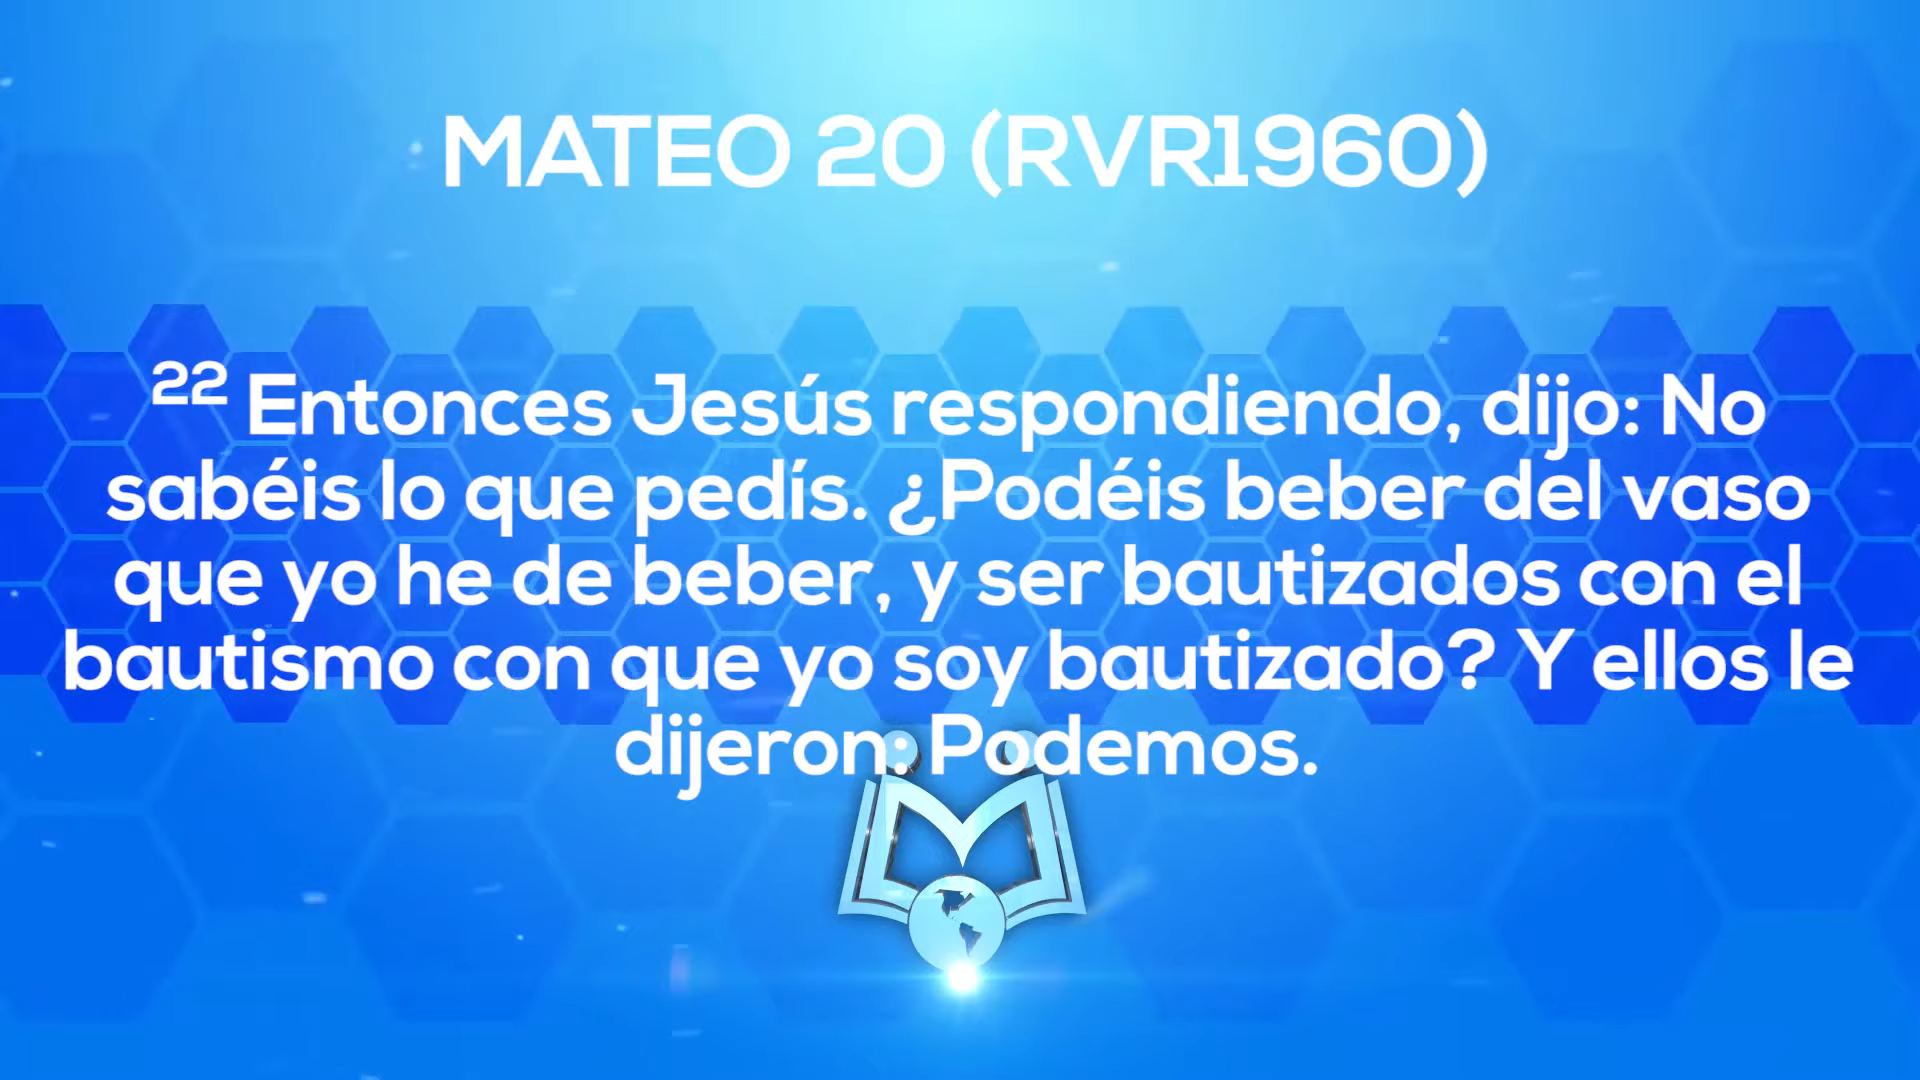 MATEO 20 (RVR1960)
22 Entonces Jesús respondiendo, dijo: No
sabéis lo que pedís. ¿Podéis beber del vaso
que yo he de beber, y ser bautizados con el
bautismo con que yo soy bautizado? Y ellos le
dijeron: Podemos.